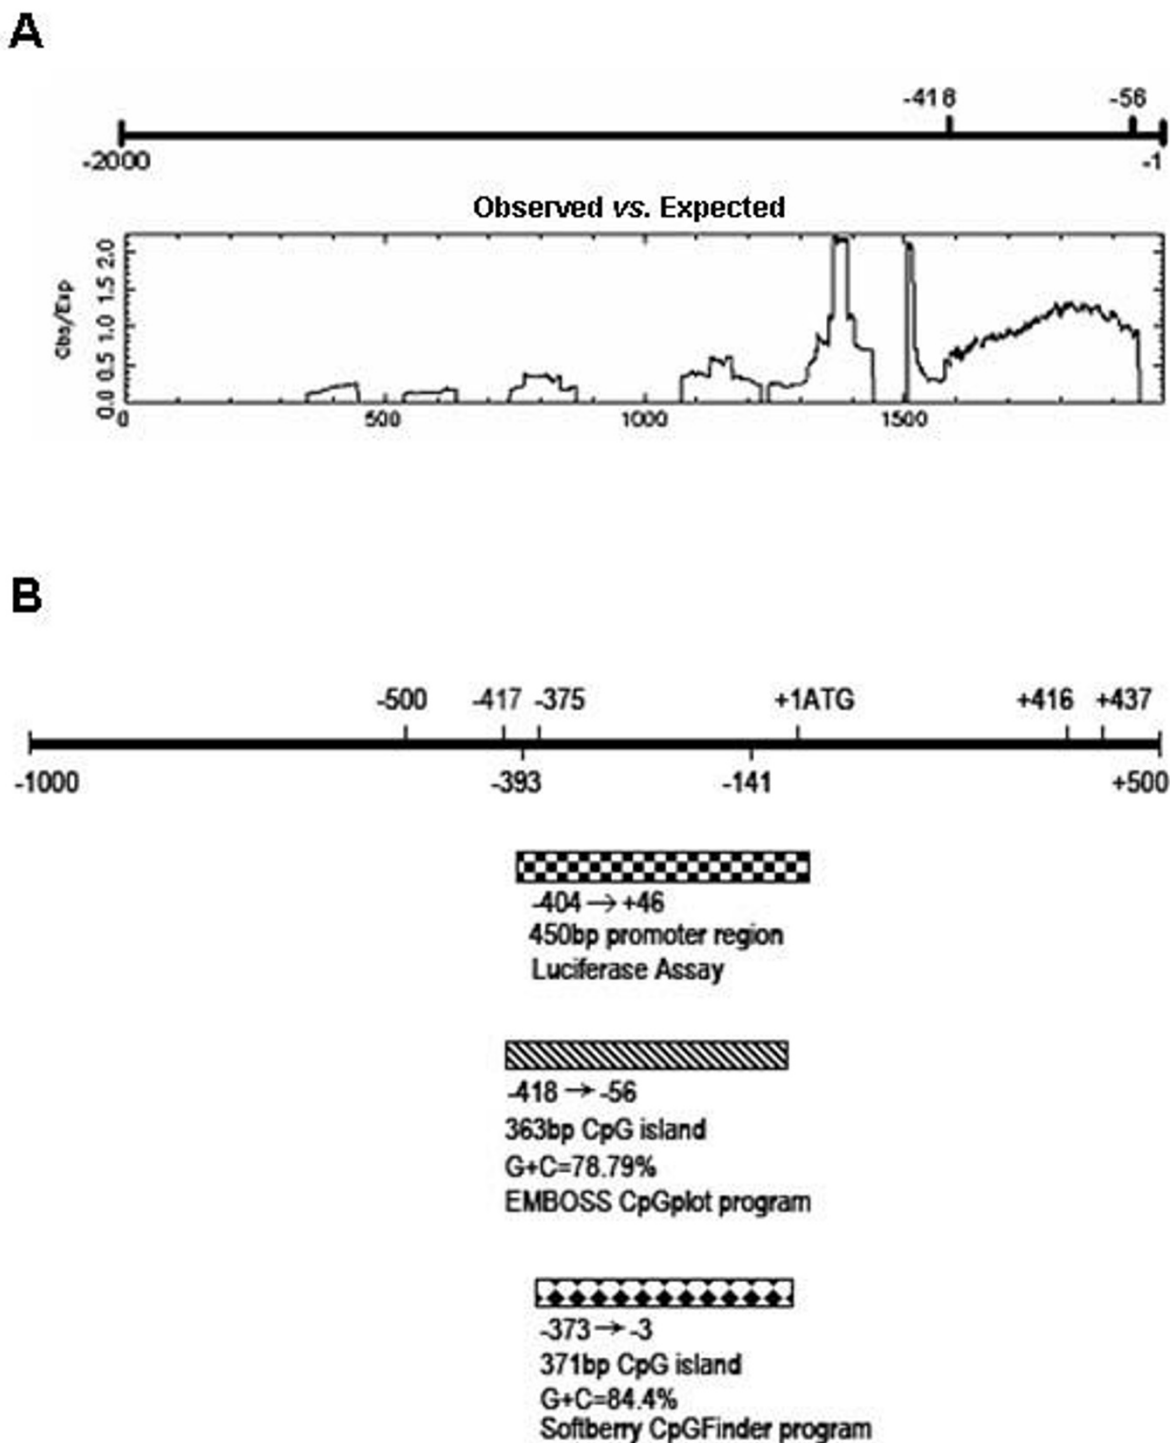 A
-418 -56
-2000 -1
Observed vs. Expected
Obs/Exp
2.0
1.5
1.0
0.5
0.0
0 500 1000 1500
B
-500 -417 -375 +1ATG +416 +437
-1000 -393 -141 +500
-404→+46
450bp promoter region
Luciferase Assay
-418→-56
363bp CpG island
G+C=78.79%
EMBOSS CpGplot program
-373→-3
371bp CpG island
G+C=84.4%
Softberry CpGFinder program